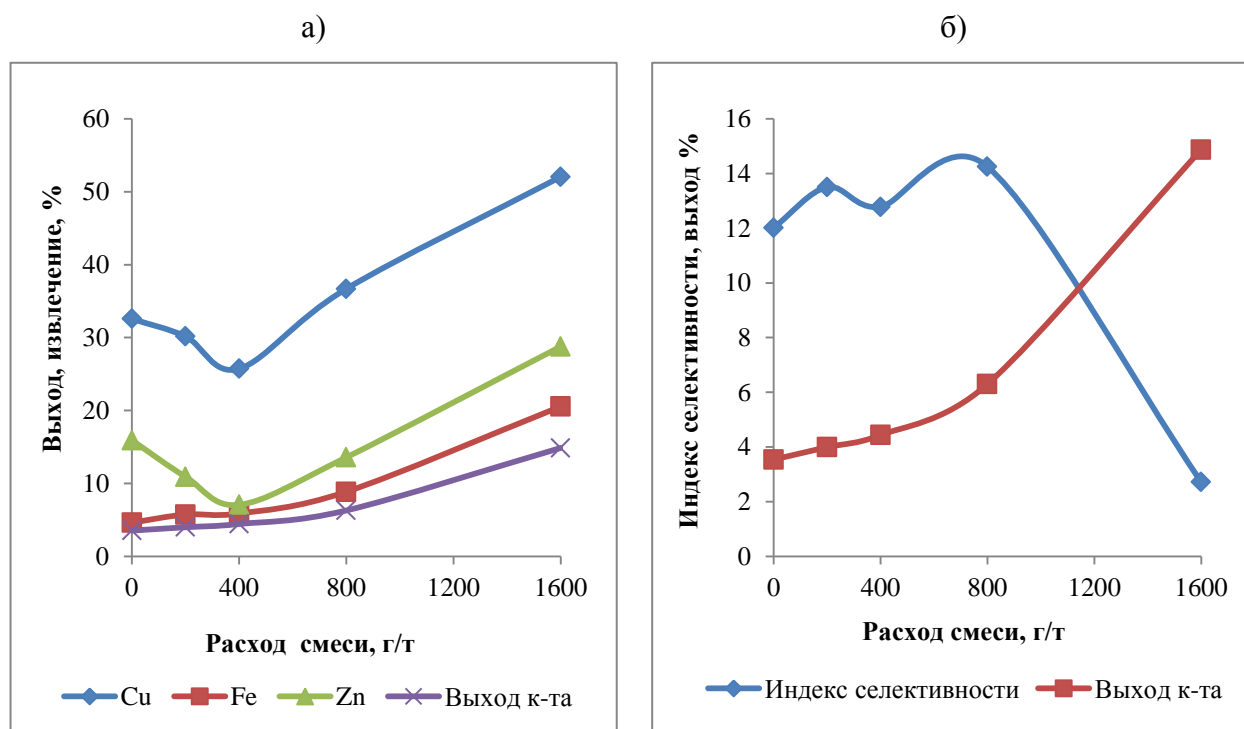 а)
б)
Выход, извлечение, %
60
50
40
30
20
10
0
0 400 800 1200 1600
Расход смеси, г/т
Cu Fe Zn Выход к-та
Индекс селективности, выход %
16
14
12
10
8
6
4
2
0
0 400 800 1200 1600
Расход смеси, г/т
Индекс селективности Выход к-та